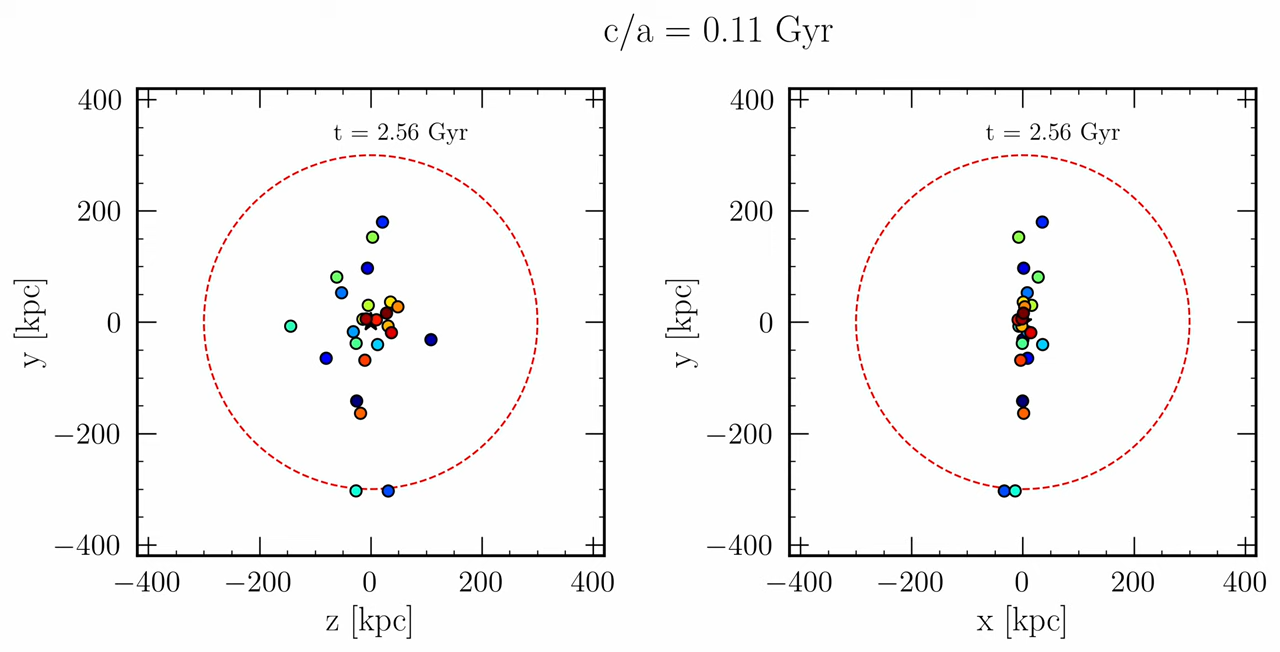 c/a = 0.11 Gyr
t = 2.56 Gyr
400
200
0
−200
−400
y [kpc]
−400 −200 0 200 400
z [kpc]
t = 2.56 Gyr
400
200
0
−200
−400
y [kpc]
−400 −200 0 200 400
x [kpc]